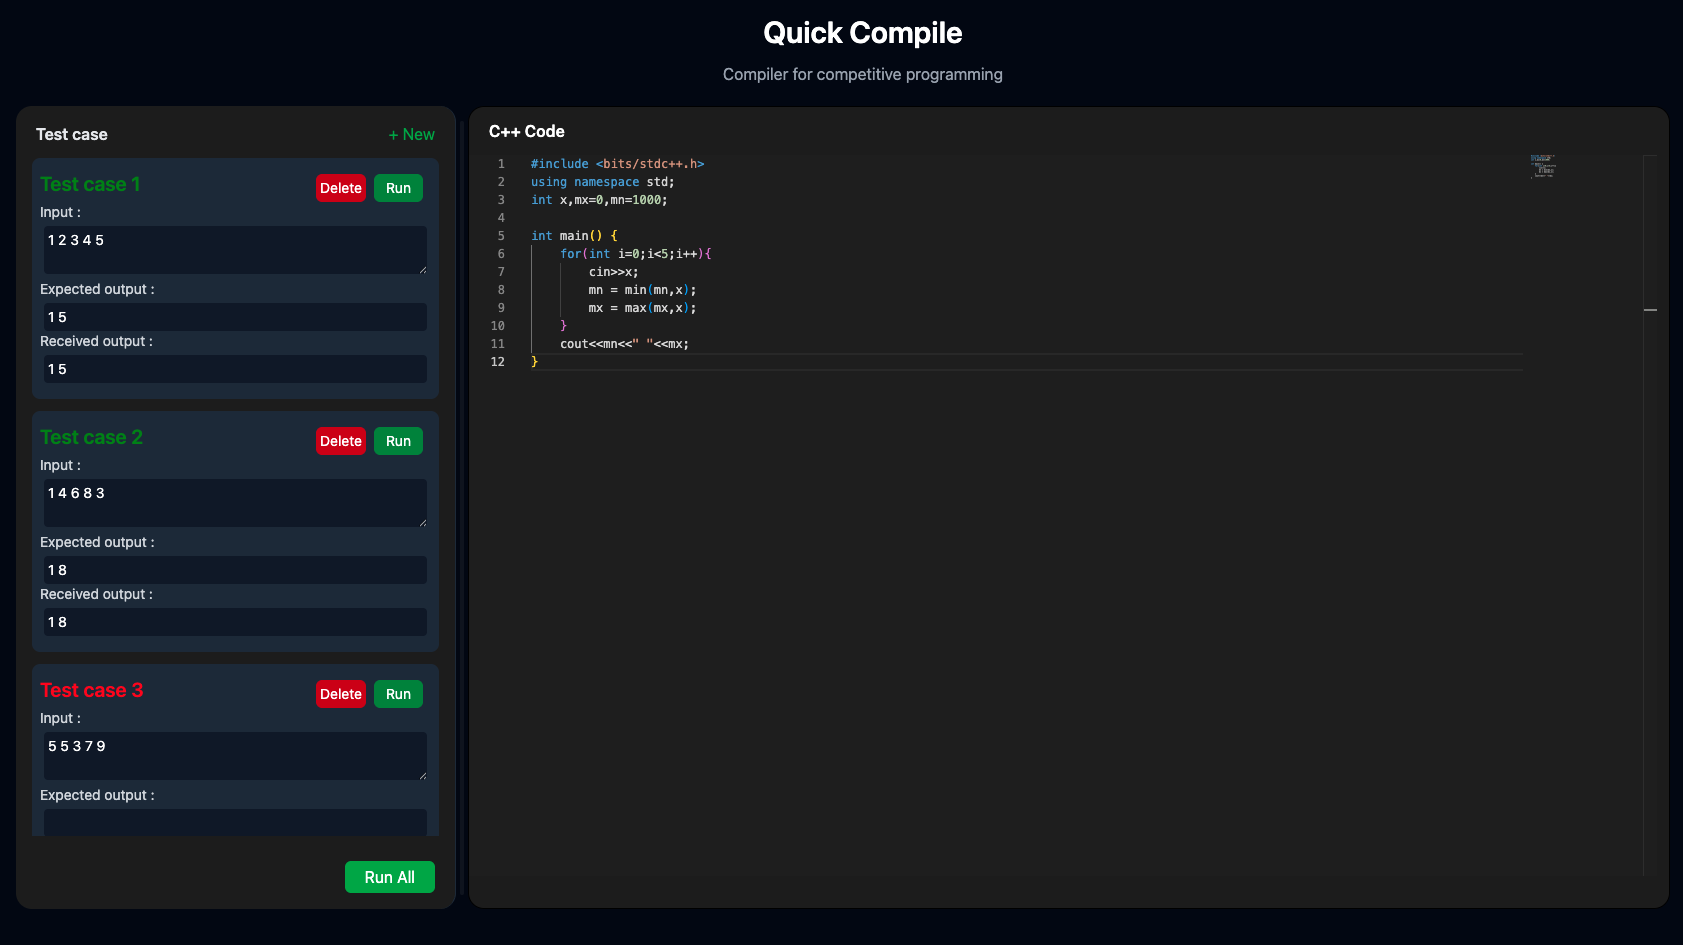 Quick Compile
Compiler for competitive programming
Test case
+ New
Test case 1
Delete
Run
Input :
1 2 3 4 5
Expected output :
1 5
Received output :
1 5
Test case 2
Delete
Run
Input :
1 4 6 8 3
Expected output :
1 8
Received output :
1 8
Test case 3
Delete
Run
Input :
5 5 3 7 9
Expected output :
Run All
C++ Code
1 #include <bits/stdc++.h>
2 using namespace std;
3 int x,mx=0,mn=1000;
4
5 int main() {
6     for(int i=0;i<5;i++){
7         cin>>x;
8         mn = min(mn,x);
9         mx = max(mx,x);
10     }
11     cout<<mn<<" "<<mx;
12 }